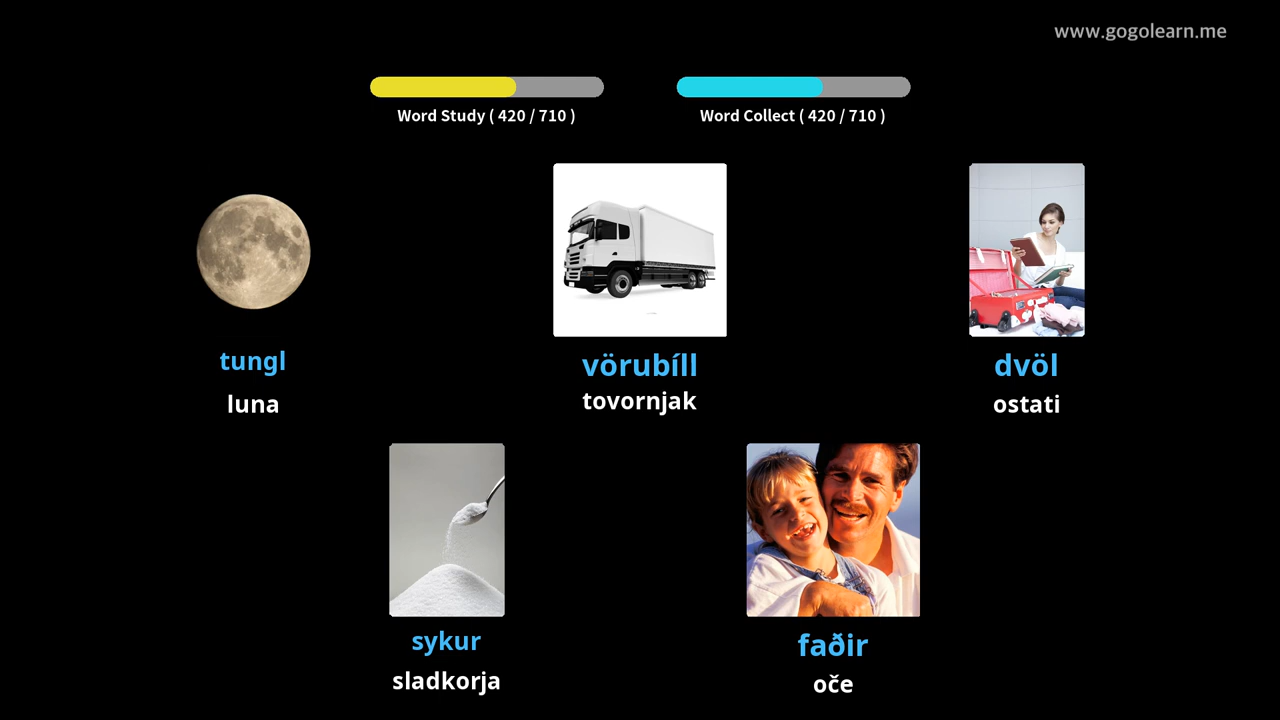 www.gogolearn.me
Word Study ( 420 / 710 )
Word Collect ( 420 / 710 )
tungl
luna
vörubíll
tovornjak
dvöl
ostati
sykur
sladkorja
faðir
oče